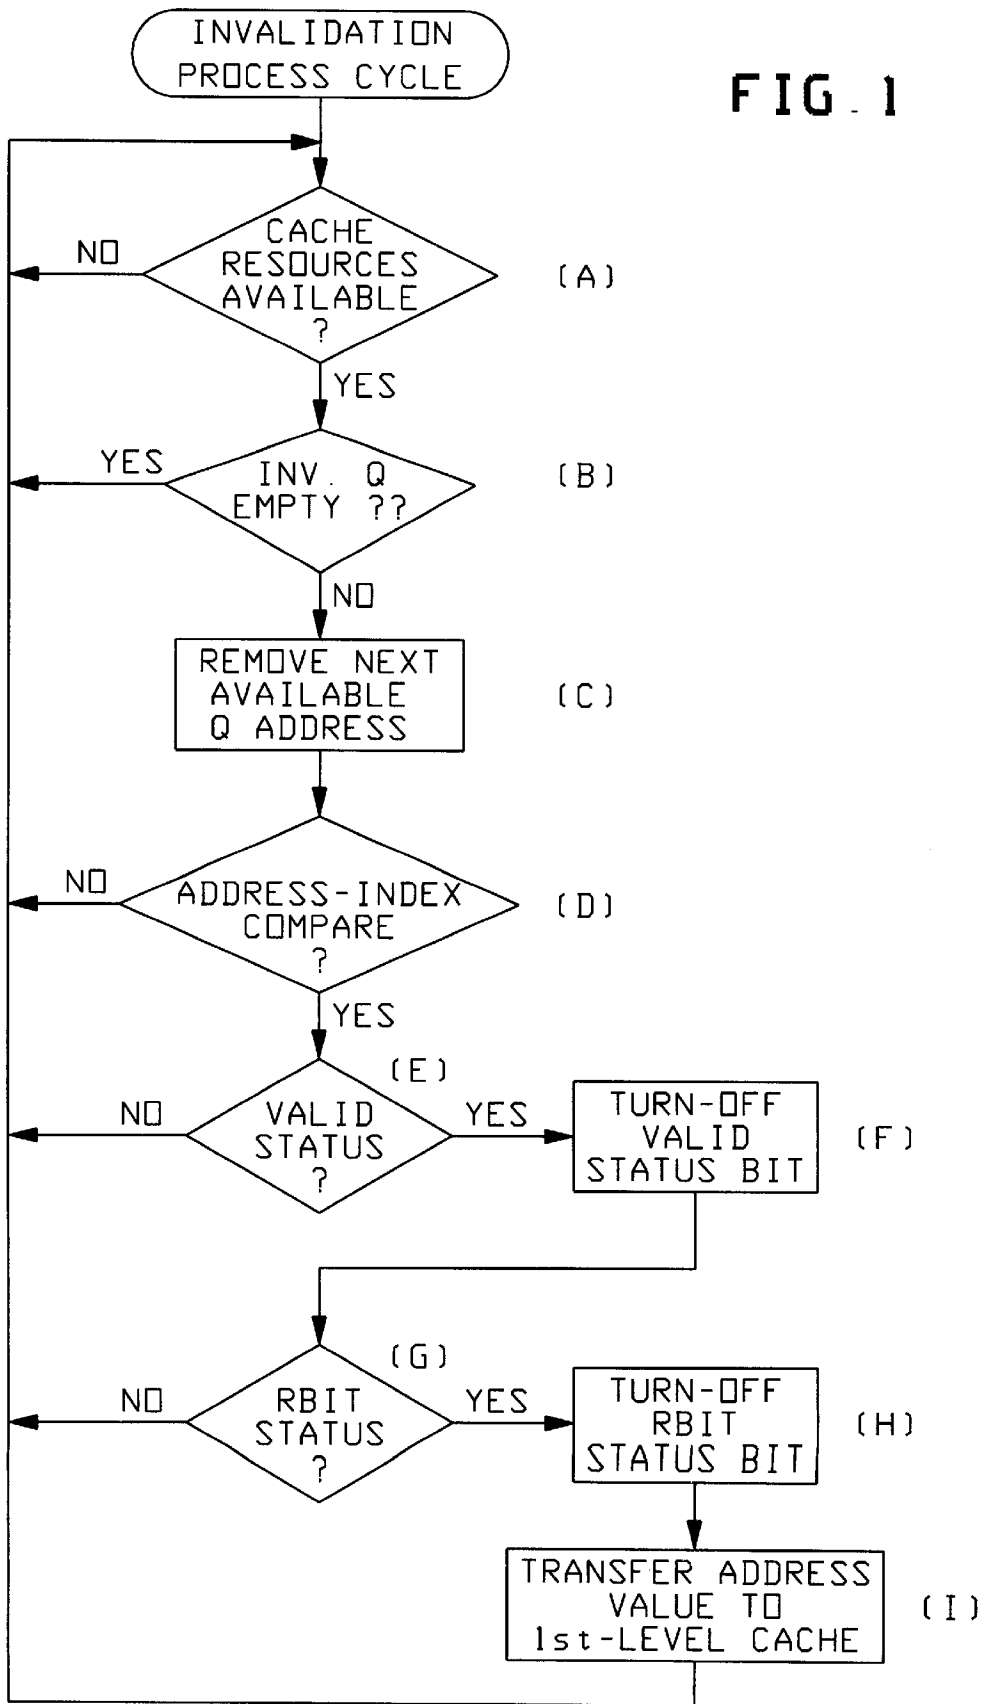 INVALIDATION
PROCESS CYCLE
FIG. 1
CACHE
RESOURCES
AVAILABLE
?
NO
(A)
YES
INV. Q
EMPTY ??
YES
(B)
NO
REMOVE NEXT
AVAILABLE
Q ADDRESS
(C)
ADDRESS-INDEX
COMPARE
?
NO
(D)
YES
(E)
VALID
STATUS
?
NO
YES
TURN-OFF
VALID
STATUS BIT
(F)
(G)
RBIT
STATUS
?
NO
YES
TURN-OFF
RBIT
STATUS BIT
(H)
TRANSFER ADDRESS
VALUE TO
1st-LEVEL CACHE
(I)